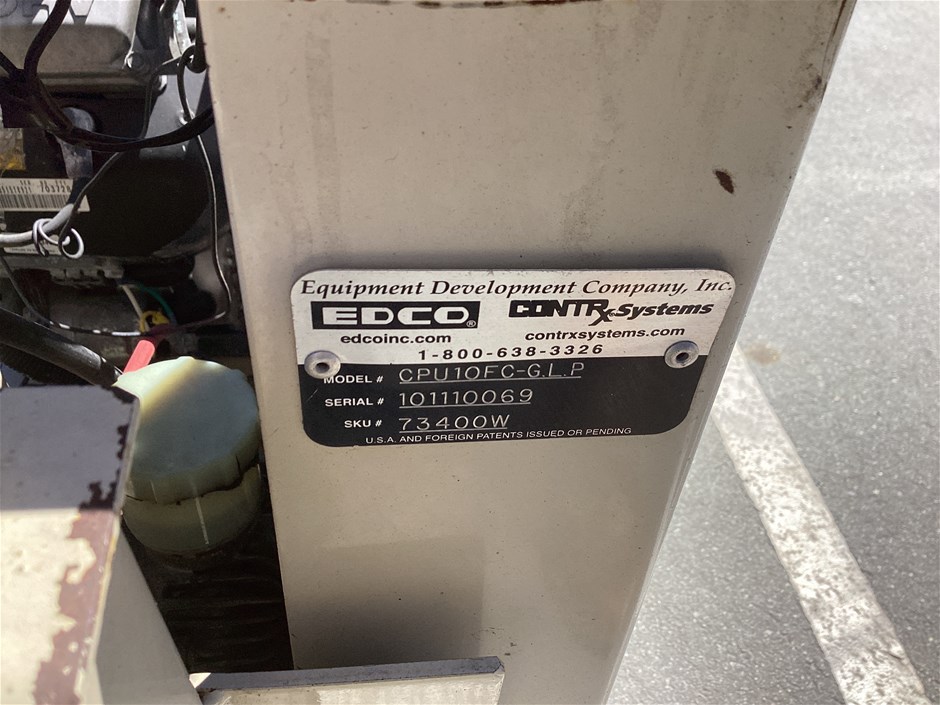 Equipment Development Company, Inc.
EDCO® CONTRx Systems
edcoinc.com contrxsystems.com
1-800-638-3326
MODEL # CPU10FC-G.L.P
SERIAL # 101110069
SKU # 73400W
U.S.A. AND FOREIGN PATENTS ISSUED OR PENDING